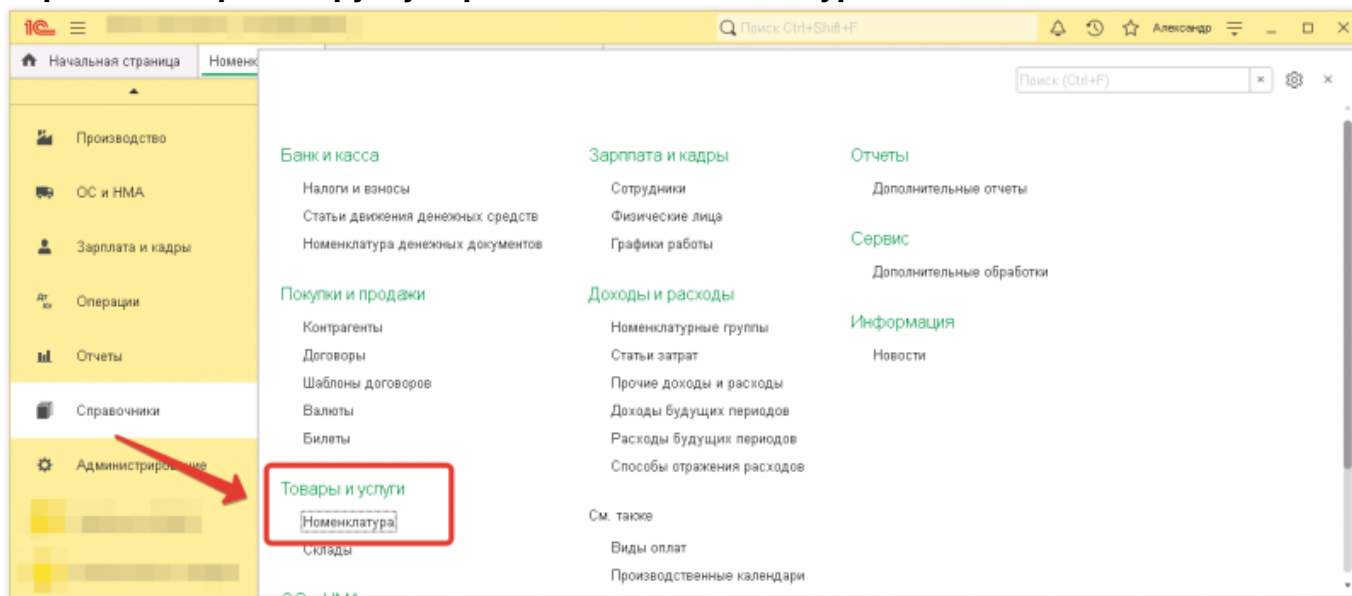 1С
Поиск Ctrl+Shift+F
Александр
Начальная страница
Номенк
Поиск (Ctrl+F)
Производство
ОС и НМА
Зарплата и кадры
Дт Кт
Операции
Отчеты
Справочники
Банк и касса
Налоги и взносы
Статьи движения денежных средств
Номенклатура денежных документов
Покупки и продажи
Контрагенты
Договоры
Шаблоны договоров
Валюты
Билеты
Товары и услуги
Номенклатура
Склады
Зарплата и кадры
Сотрудники
Физические лица
Графики работы
Доходы и расходы
Номенклатурные группы
Статьи затрат
Прочие доходы и расходы
Доходы будущих периодов
Расходы будущих периодов
Способы отражения расходов
См. также
Виды оплат
Производственные календари
Отчеты
Дополнительные отчеты
Сервис
Дополнительные обработки
Информация
Новости